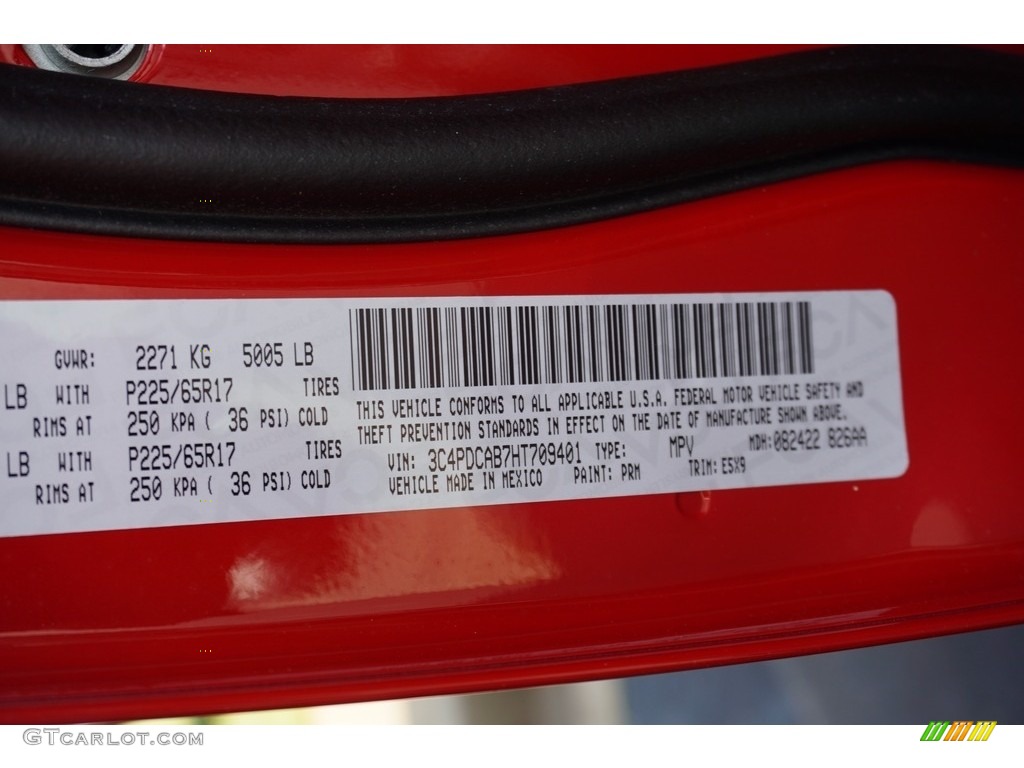 GVWR: 2271 KG 5005 LB
LB WITH P225/65R17 TIRES
RIMS AT 250 KPA ( 36 PSI) COLD
LB WITH P225/65R17 TIRES
RIMS AT 250 KPA ( 36 PSI) COLD
THIS VEHICLE CONFORMS TO ALL APPLICABLE U.S.A. FEDERAL MOTOR VEHICLE SAFETY AND
THEFT PREVENTION STANDARDS IN EFFECT ON THE DATE OF MANUFACTURE SHOWN ABOVE.
VIN: 3C4PDCAB7HT709401 TYPE: MPV MDH: 082422 826AA
VEHICLE MADE IN MEXICO PAINT: PRM TRIM: E5X9
GTCarlot.com